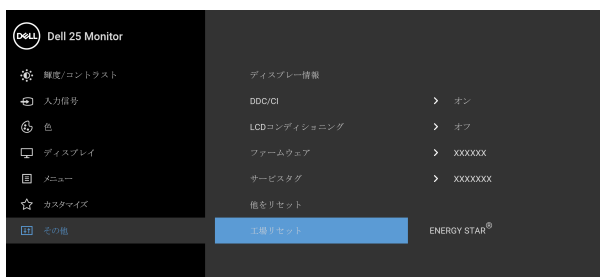 DELL Dell 25 Monitor
輝度/コントラスト
入力信号
色
ディスプレイ
メニュー
カスタマイズ
その他
ディスプレー情報
DDC/CI > オン
LCDコンディショニング > オフ
ファームウェア > XXXXXX
サービスタグ > XXXXXXX
他をリセット
工場リセット ENERGY STAR®